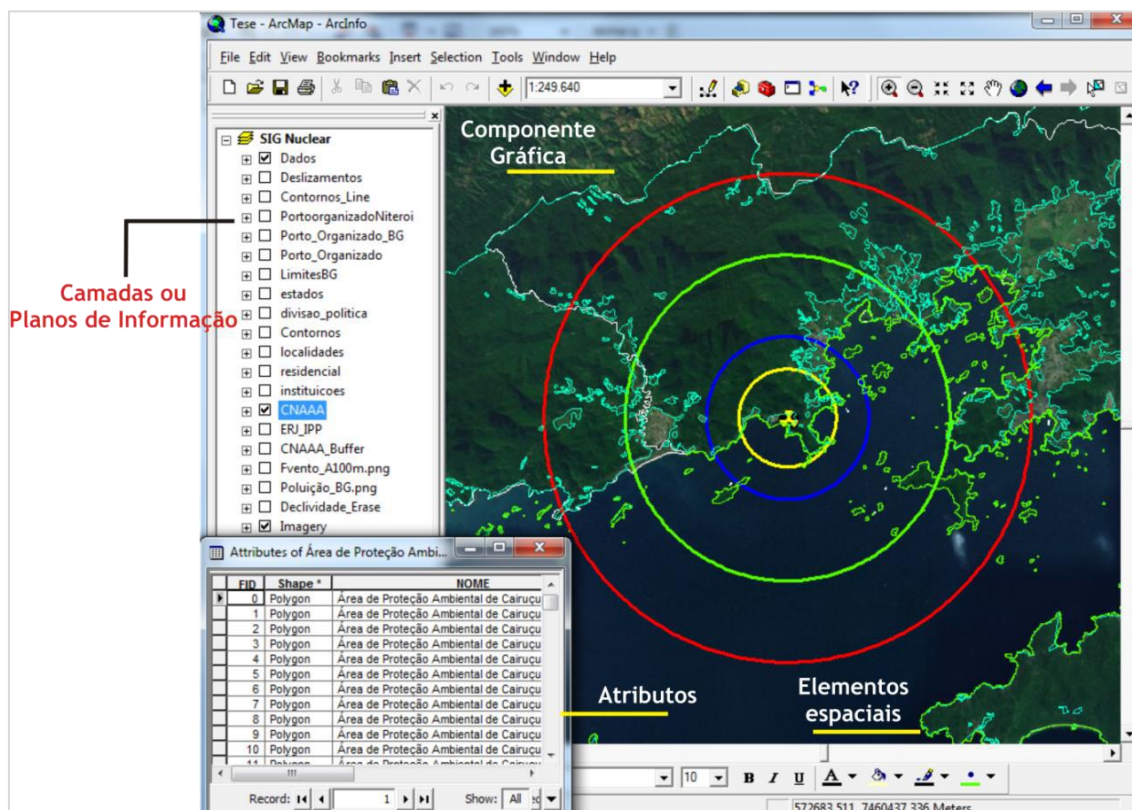 Tese - ArcMap - ArcInfo
File Edit View Bookmarks Insert Selection Tools Window Help
1:249.640
SIG Nuclear
Dados
Deslizamentos
Contornos_Line
PortoorganizadoNiteroi
Porto_Organizado_BG
Porto_Organizado
LimitesBG
estados
divisao_politica
Contornos
localidades
residencial
instituicoes
CNAAA
ERJ_IPP
CNAAA_Buffer
Fvento_A100m.png
Poluição_BG.png
Declividade_Erase
Imagery
Camadas ou
Planos de Informação
Componente
Gráfica
Attributes of Área de Proteção Ambi...
FID Shape * NOME
0 Polygon Área de Proteção Ambiental de Cairuçu
1 Polygon Área de Proteção Ambiental de Cairuçu
2 Polygon Área de Proteção Ambiental de Cairuçu
3 Polygon Área de Proteção Ambiental de Cairuçu
4 Polygon Área de Proteção Ambiental de Cairuçu
5 Polygon Área de Proteção Ambiental de Cairuçu
6 Polygon Área de Proteção Ambiental de Cairuçu
7 Polygon Área de Proteção Ambiental de Cairuçu
8 Polygon Área de Proteção Ambiental de Cairuçu
9 Polygon Área de Proteção Ambiental de Cairuçu
10 Polygon Área de Proteção Ambiental de Cairuçu
Record: 1 Show: All
Atributos
Elementos
espaciais
10 B I U A
572683,511 7460437,336 Meters